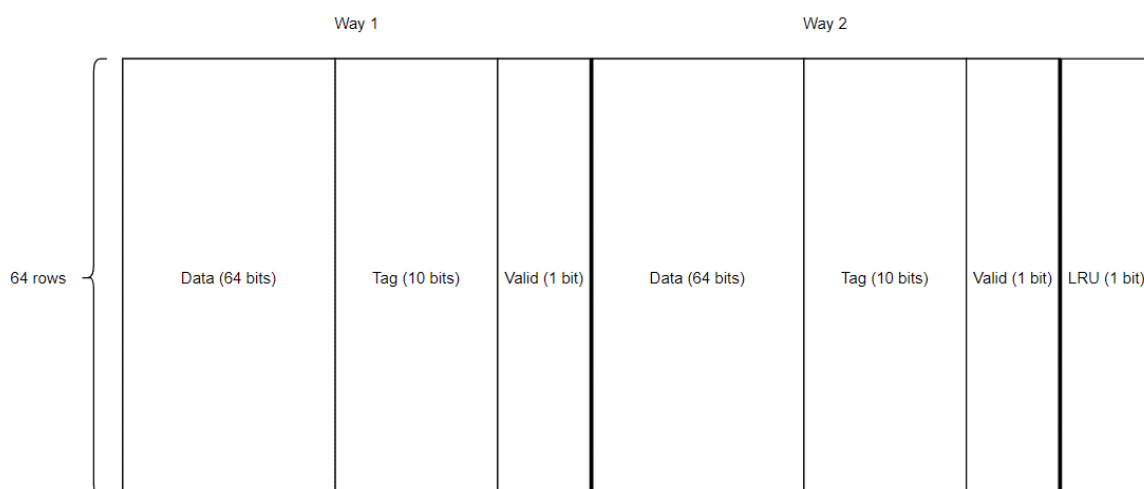 Way 1
Way 2
64 rows
Data (64 bits)
Tag (10 bits)
Valid (1 bit)
Data (64 bits)
Tag (10 bits)
Valid (1 bit)
LRU (1 bit)